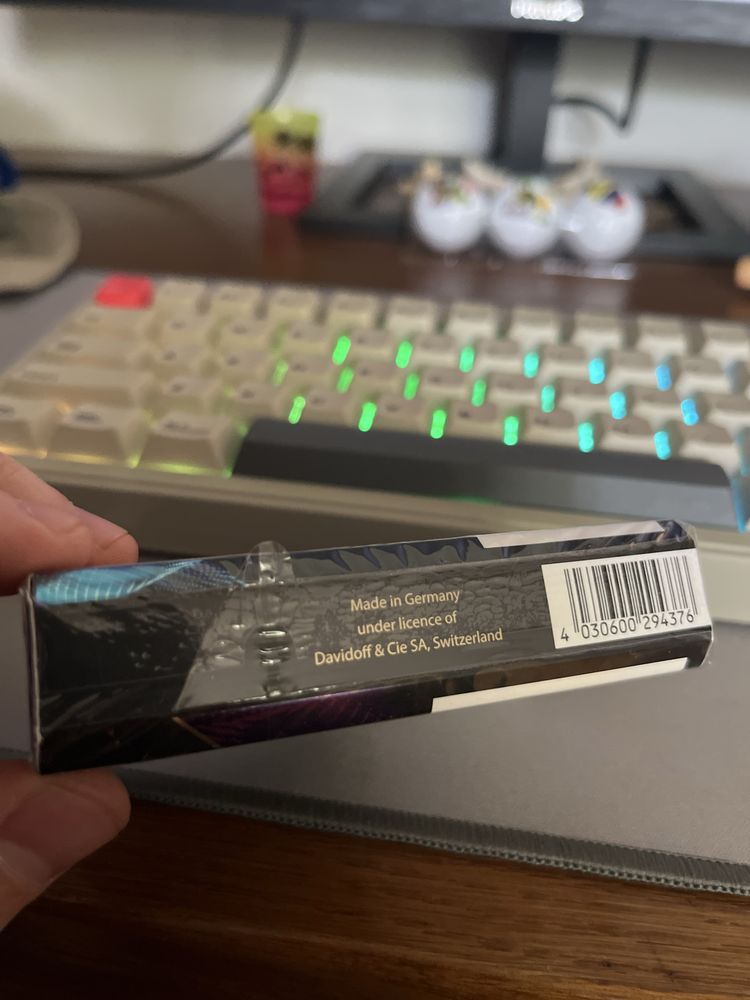 Made in Germany
under licence of
Davidoff & Cie SA, Switzerland
4 030600 294376